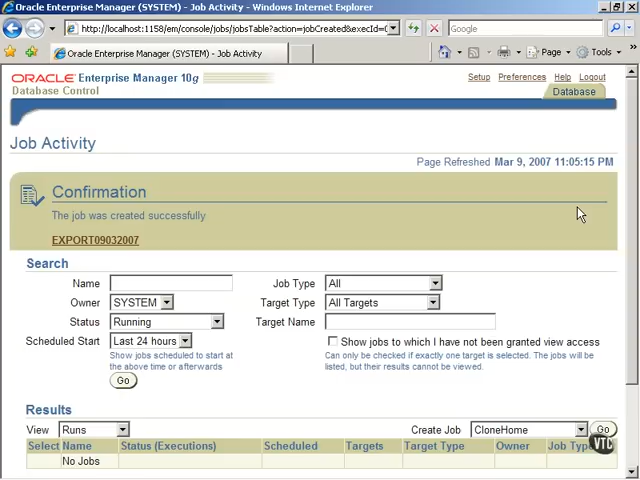 Oracle Enterprise Manager (SYSTEM) - Job Activity - Windows Internet Explorer
http://localhost:1158/em/console/jobs/jobsTable?action=jobCreated&execId=0
Google
Oracle Enterprise Manager (SYSTEM) - Job Activity
Page
Tools
ORACLE Enterprise Manager 10g
Database Control
Setup Preferences Help Logout
Database
Job Activity
Page Refreshed Mar 9, 2007 11:05:15 PM
Confirmation
The job was created successfully
EXPORT09032007
Search
Name
Job Type All
Owner SYSTEM
Target Type All Targets
Status Running
Target Name
Scheduled Start Last 24 hours
Show jobs to which I have not been granted view access
Show jobs scheduled to start at
the above time or afterwards
Can only be checked if exactly one target is selected. The jobs will be
listed, but their results cannot be viewed.
Go
Results
View Runs
Create Job CloneHome Go
VTC
Select Name Status (Executions) Scheduled Targets Target Type Owner Job Type
No Jobs